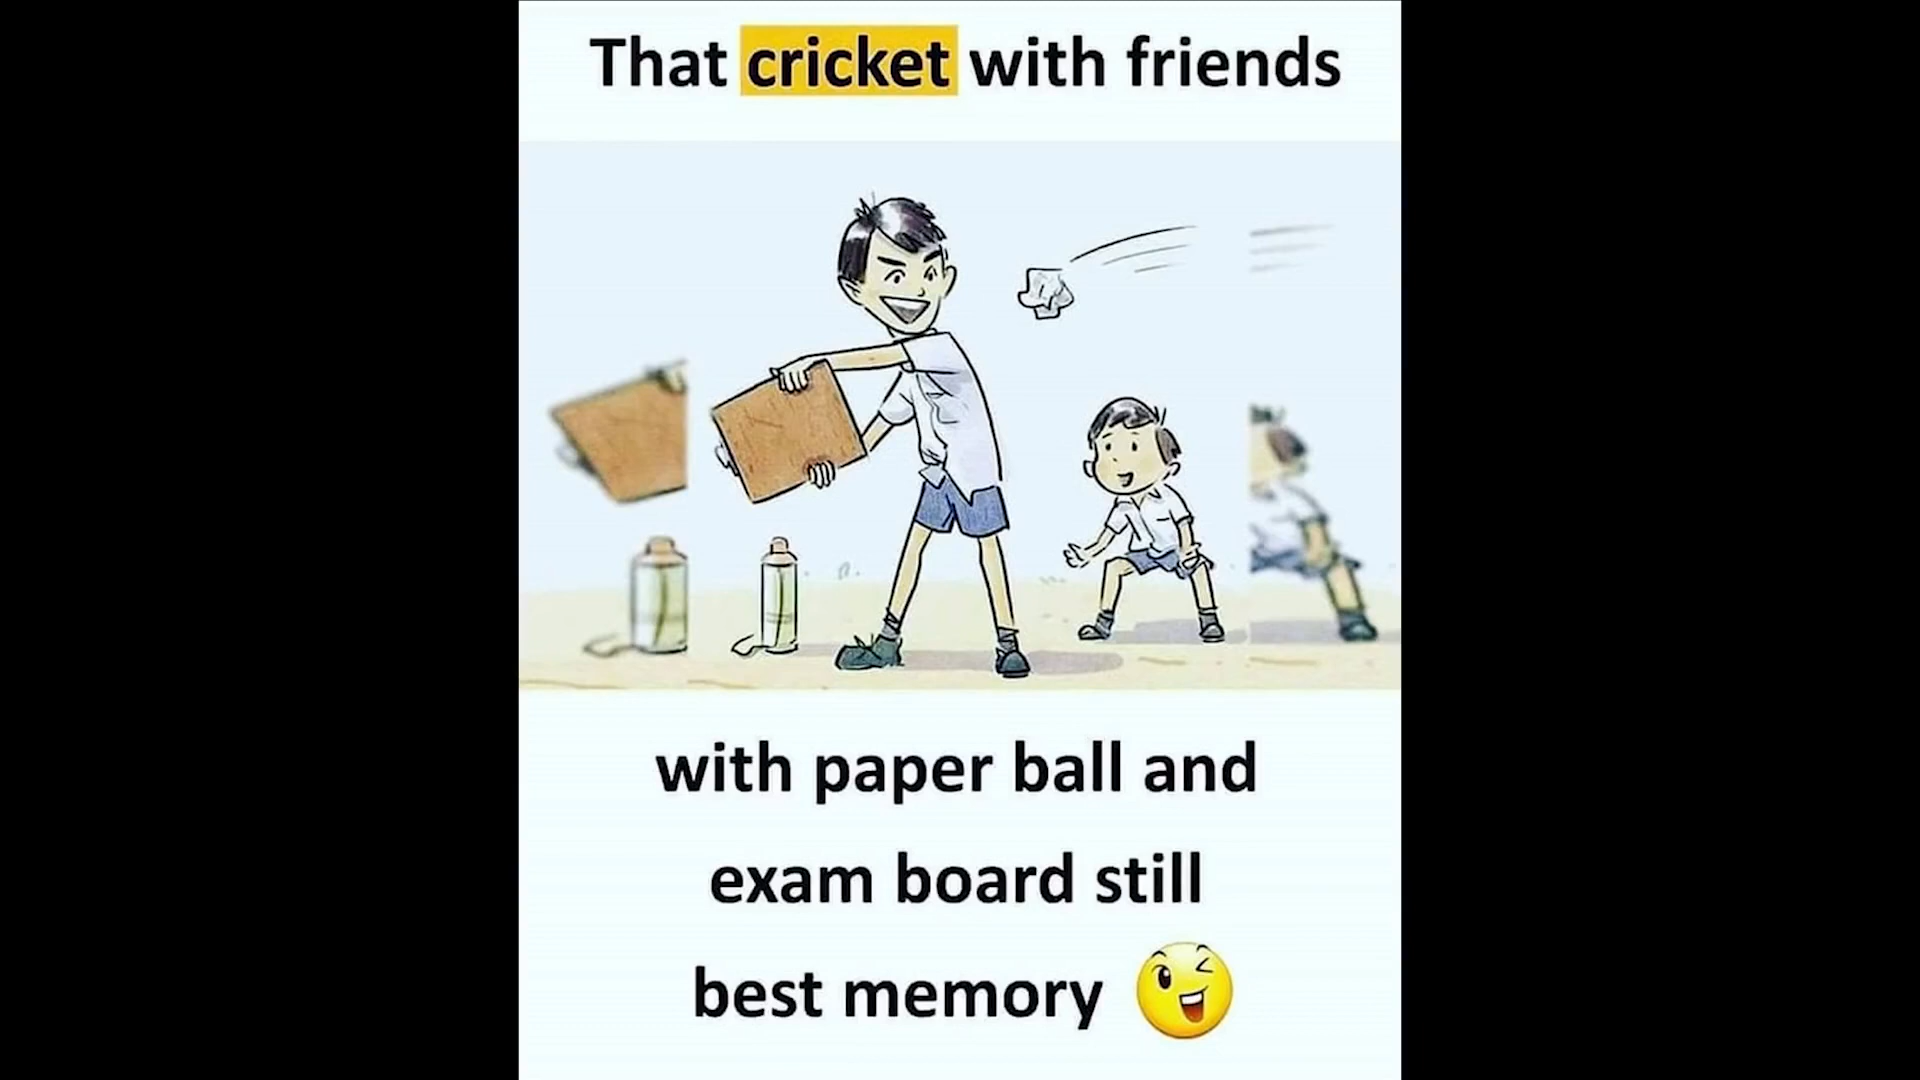 That cricket with friends
with paper ball and
exam board still
best memory 😉